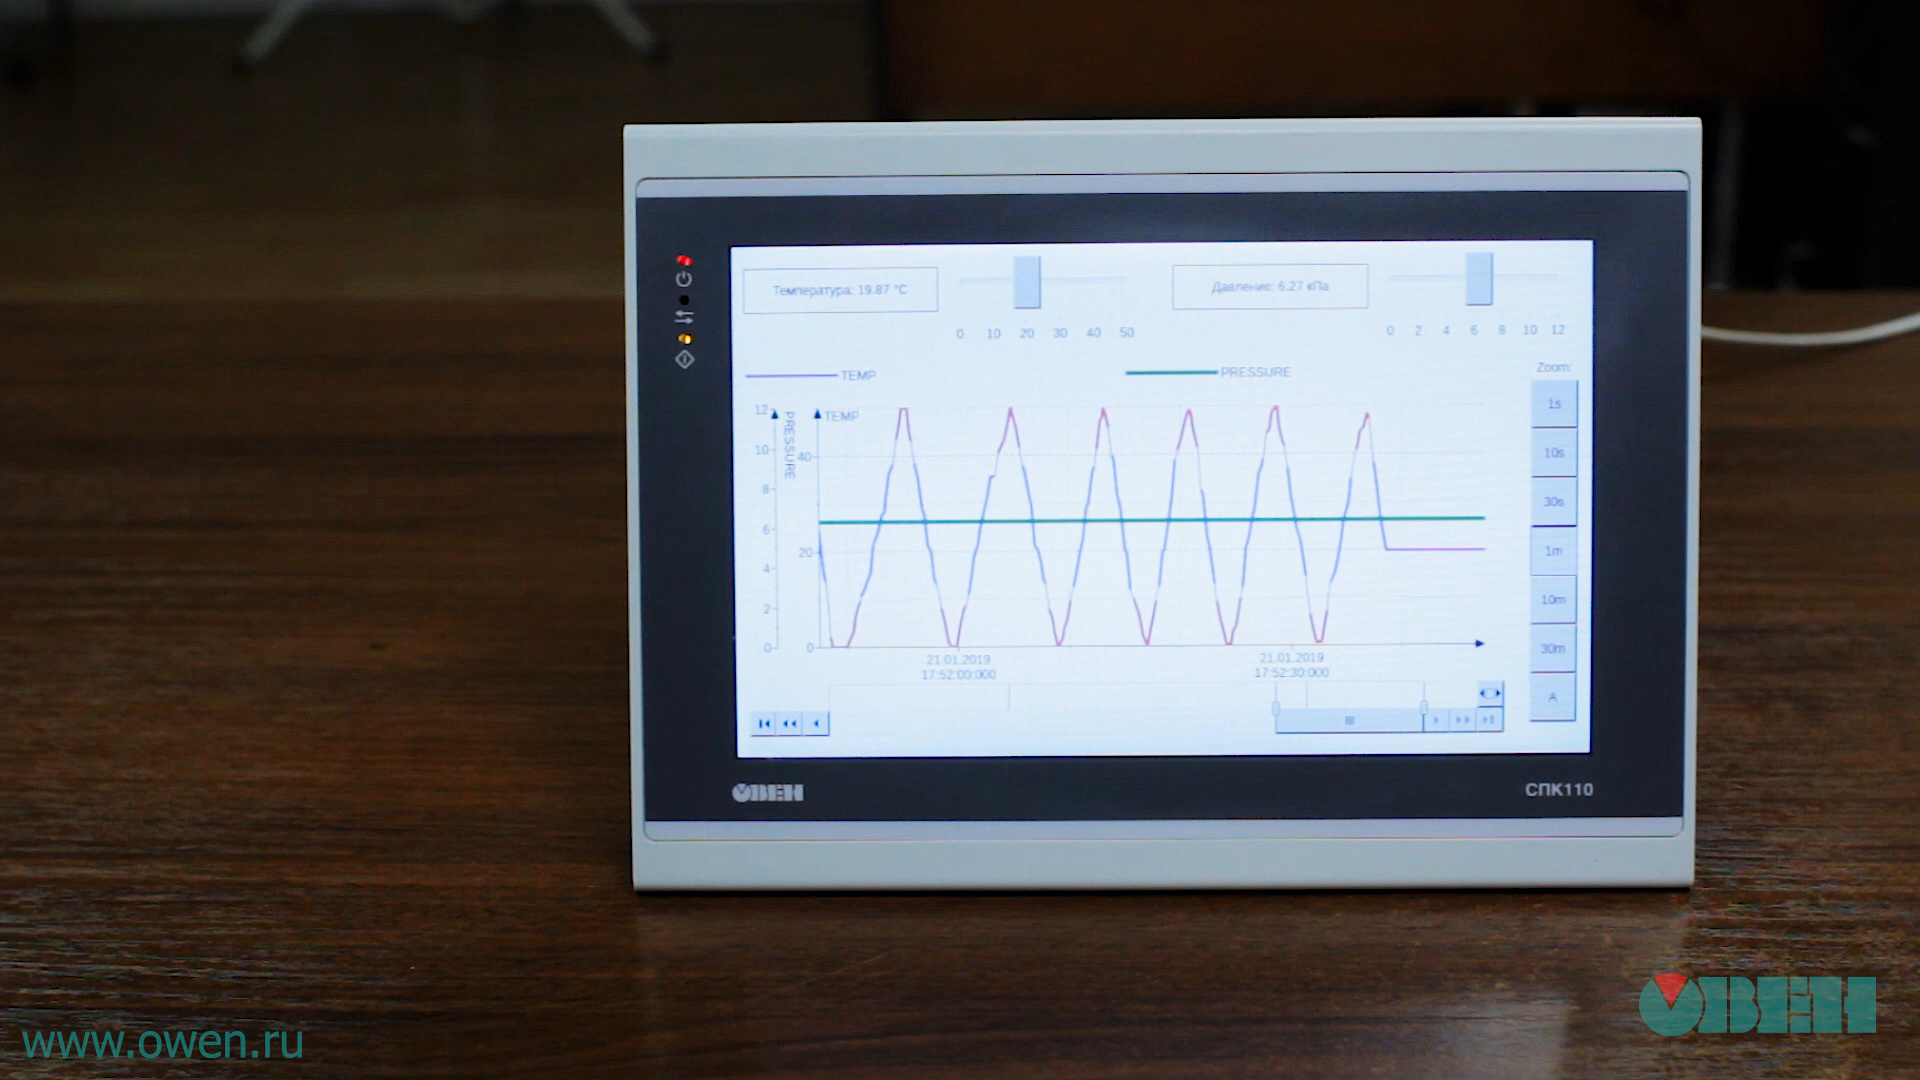 Температура: 19.87 °C
0 10 20 30 40 50
Давление: 6.27 кПа
0 2 4 6 8 10 12
TEMP
PRESSURE
Zoom:
1s
10s
30s
1m
10m
30m
A
12
10
8
6
4
2
0
PRESSURE
TEMP
40
20
0
21.01.2019
17:52:00:000
21.01.2019
17:52:30:000
ОВЕН
СПК110
www.owen.ru
ОВЕН